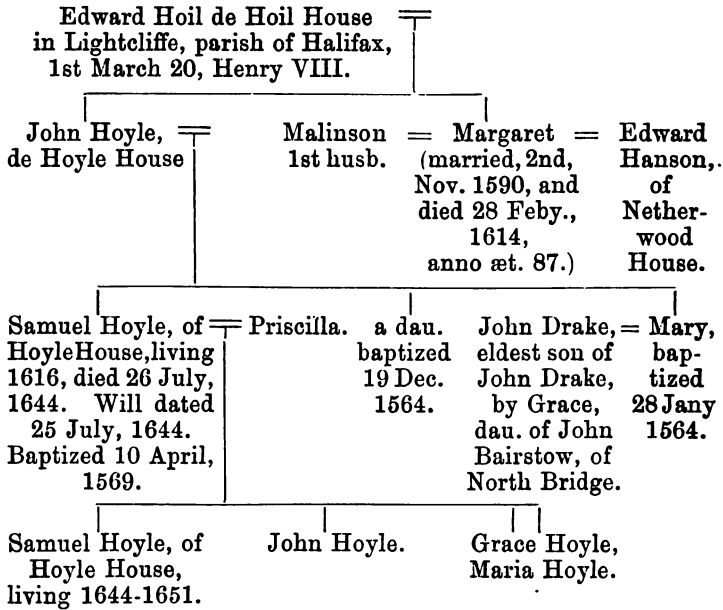 Edward Hoil de Hoil House
in Lightcliffe, parish of Halifax,
1st March 20, Henry VIII.
John Hoyle,
de Hoyle House
Malinson
1st husb.
=
Margaret
(married, 2nd,
Nov. 1590, and
died 28 Feby.,
1614,
anno æt. 87.)
=
Edward
Hanson,.
of
Nether-
wood
House.
Samuel Hoyle, of
HoyleHouse,living
1616, died 26 July,
1644. Will dated
25 July, 1644.
Baptized 10 April,
1569.
Priscilla.
a dau.
baptized
19 Dec.
1564.
John Drake,
eldest son of
John Drake,
by Grace,
dau. of John
Bairstow, of
North Bridge.
=
Mary,
bap-
tized
28 Jany
1564.
Samuel Hoyle, of
Hoyle House,
living 1644-1651.
John Hoyle.
Grace Hoyle,
Maria Hoyle.